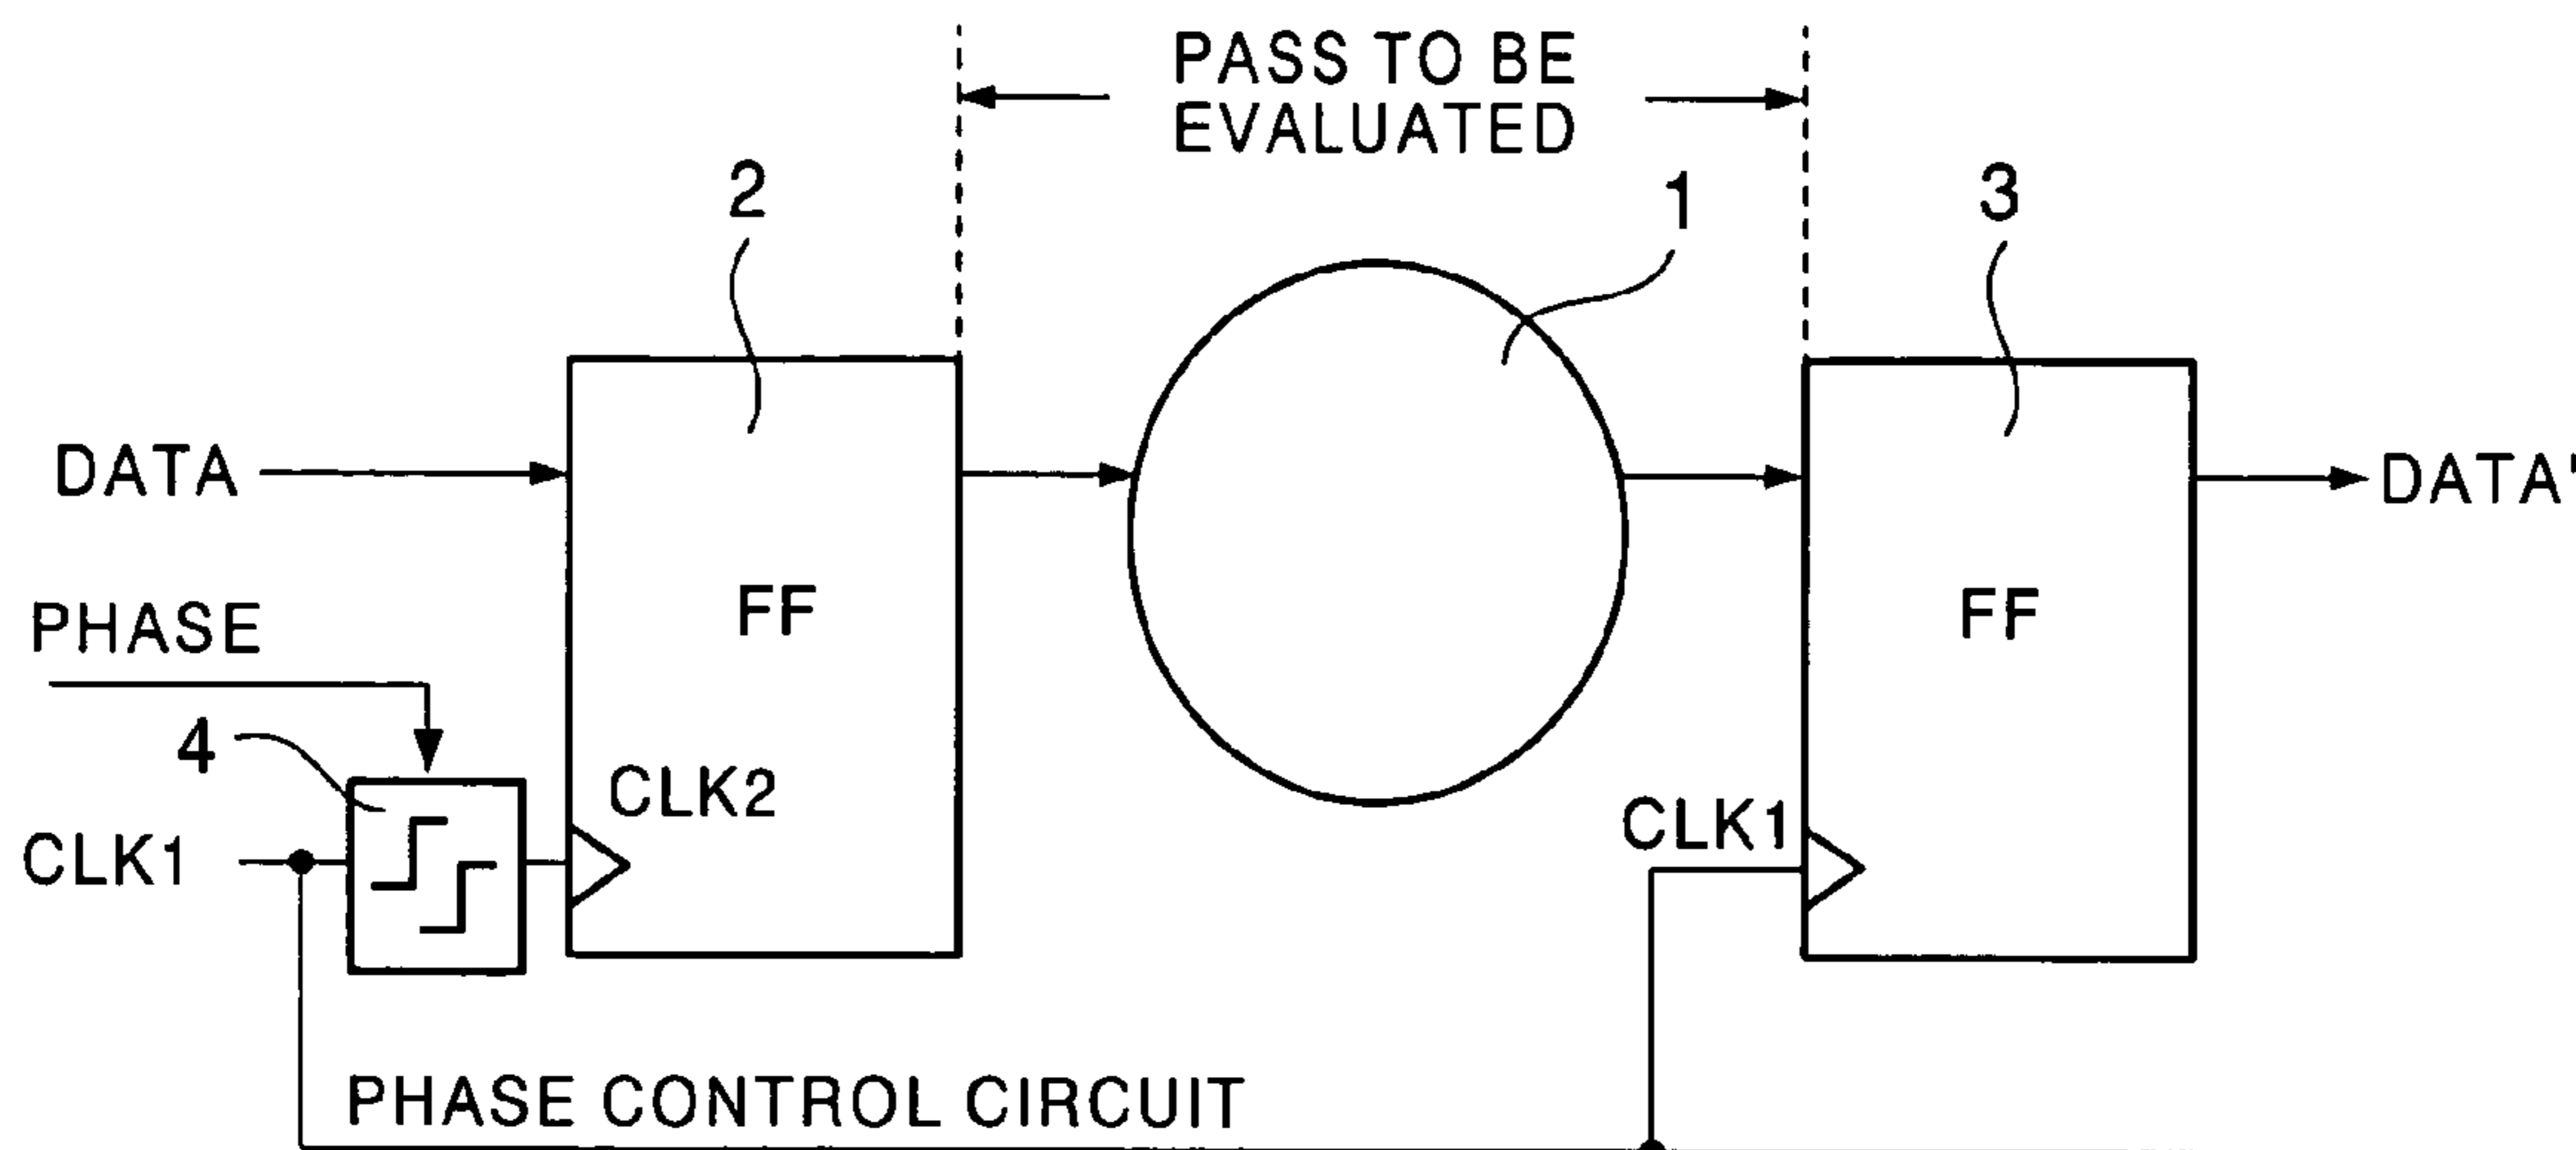 PASS TO BE
EVALUATED
2
1
3
DATA
DATA'
FF
FF
PHASE
4
CLK2
CLK1
CLK1
PHASE CONTROL CIRCUIT